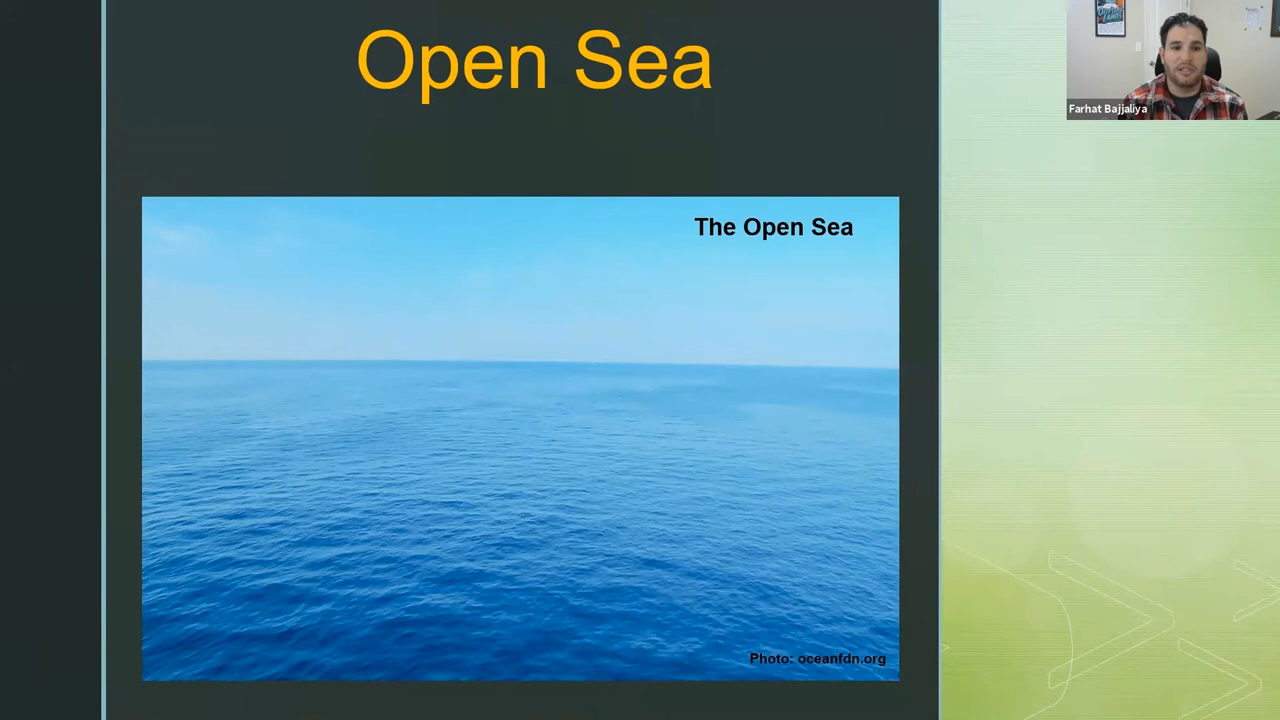 Open Sea
The Open Sea
Photo: oceanfdn.org
Farhat Bajjaliya